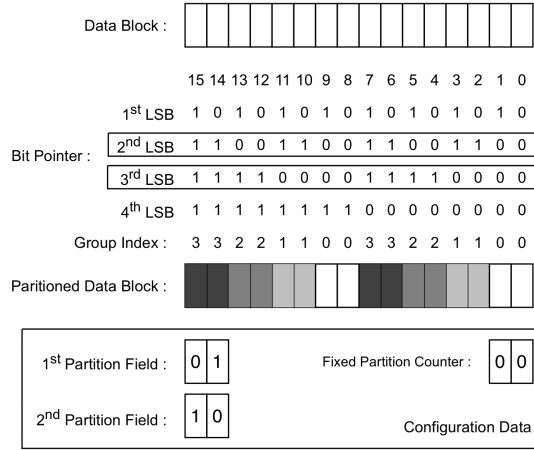 Data Block :
15 14 13 12 11 10 9 8 7 6 5 4 3 2 1 0
1st LSB 1 0 1 0 1 0 1 0 1 0 1 0 1 0 1 0
Bit Pointer :
2nd LSB 1 1 0 0 1 1 0 0 1 1 0 0 1 1 0 0
3rd LSB 1 1 1 1 0 0 0 0 1 1 1 1 0 0 0 0
4th LSB 1 1 1 1 1 1 1 1 0 0 0 0 0 0 0 0
Group Index : 3 3 2 2 1 1 0 0 3 3 2 2 1 1 0 0
Paritioned Data Block :
1st Partition Field : 0 1 Fixed Partition Counter : 0 0
2nd Partition Field : 1 0
Configuration Data